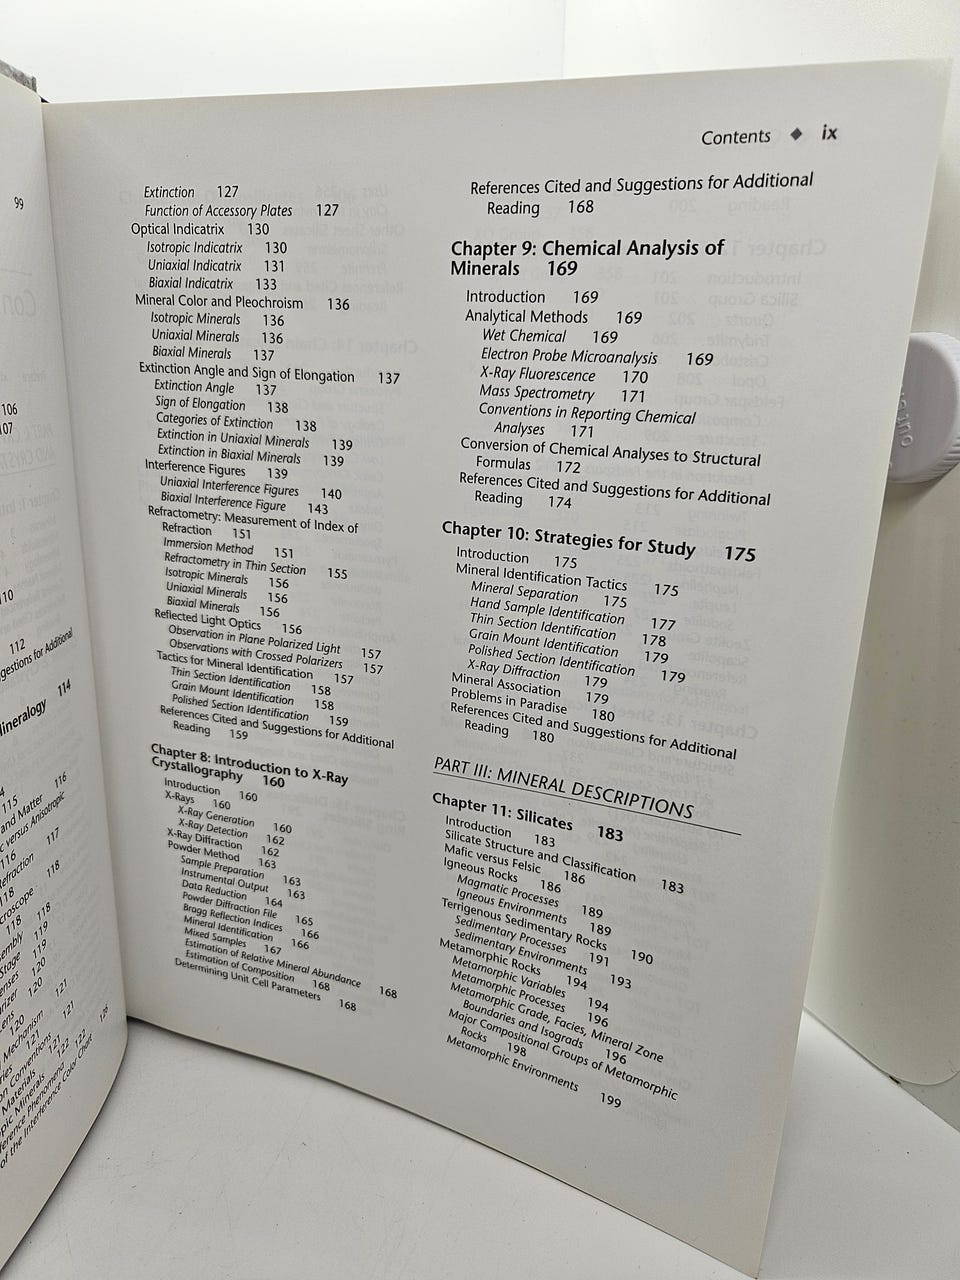 Contents ◆ ix
Extinction 127
Function of Accessory Plates 127
Optical Indicatrix 130
Isotropic Indicatrix 130
Uniaxial Indicatrix 131
Biaxial Indicatrix 133
Mineral Color and Pleochroism 136
Isotropic Minerals 136
Uniaxial Minerals 136
Biaxial Minerals 137
Extinction Angle and Sign of Elongation 137
Extinction Angle 137
Sign of Elongation 138
Categories of Extinction 138
Extinction in Uniaxial Minerals 139
Extinction in Biaxial Minerals 139
Interference Figures 139
Uniaxial Interference Figures 140
Biaxial Interference Figure 143
Refractometry: Measurement of Index of
Refraction 151
Immersion Method 151
Refractometry in Thin Section 155
Isotropic Minerals 156
Uniaxial Minerals 156
Biaxial Minerals 156
Reflected Light Optics 156
Observation in Plane Polarized Light 157
Observations with Crossed Polarizers 157
Tactics for Mineral Identification 157
Thin Section Identification 158
Grain Mount Identification 158
Polished Section Identification 159
References Cited and Suggestions for Additional
Reading 159
Chapter 8: Introduction to X-Ray
Crystallography 160
Introduction 160
X-Rays 160
X-Ray Generation 160
X-Ray Detection 162
X-Ray Diffraction 162
Powder Method 163
Sample Preparation 163
Instrumental Output 163
Data Reduction 164
Powder Diffraction File 165
Bragg Reflection Indices 166
Mineral Identification 166
Mixed Samples 167
Estimation of Relative Mineral Abundance 168
Estimation of Composition 168
Determining Unit Cell Parameters 168
References Cited and Suggestions for Additional
Reading 168
Chapter 9: Chemical Analysis of
Minerals 169
Introduction 169
Analytical Methods 169
Wet Chemical 169
Electron Probe Microanalysis 169
X-Ray Fluorescence 170
Mass Spectrometry 171
Conventions in Reporting Chemical
Analyses 171
Conversion of Chemical Analyses to Structural
Formulas 172
References Cited and Suggestions for Additional
Reading 174
Chapter 10: Strategies for Study 175
Introduction 175
Mineral Identification Tactics 175
Mineral Separation 175
Hand Sample Identification 177
Thin Section Identification 178
Grain Mount Identification 179
Polished Section Identification 179
X-Ray Diffraction 179
Mineral Association 179
Problems in Paradise 180
References Cited and Suggestions for Additional
Reading 180
PART III: MINERAL DESCRIPTIONS
Chapter 11: Silicates 183
Introduction 183
Silicate Structure and Classification 183
Mafic versus Felsic 186
Igneous Rocks 186
Magmatic Processes 189
Igneous Environments 189
Terrigenous Sedimentary Rocks 190
Sedimentary Processes 191
Sedimentary Environments 193
Metamorphic Rocks 194
Metamorphic Variables 194
Metamorphic Processes 196
Metamorphic Grade, Facies, Mineral Zone
Boundaries and Isograds 196
Major Compositional Groups of Metamorphic
Rocks 198
Metamorphic Environments 199